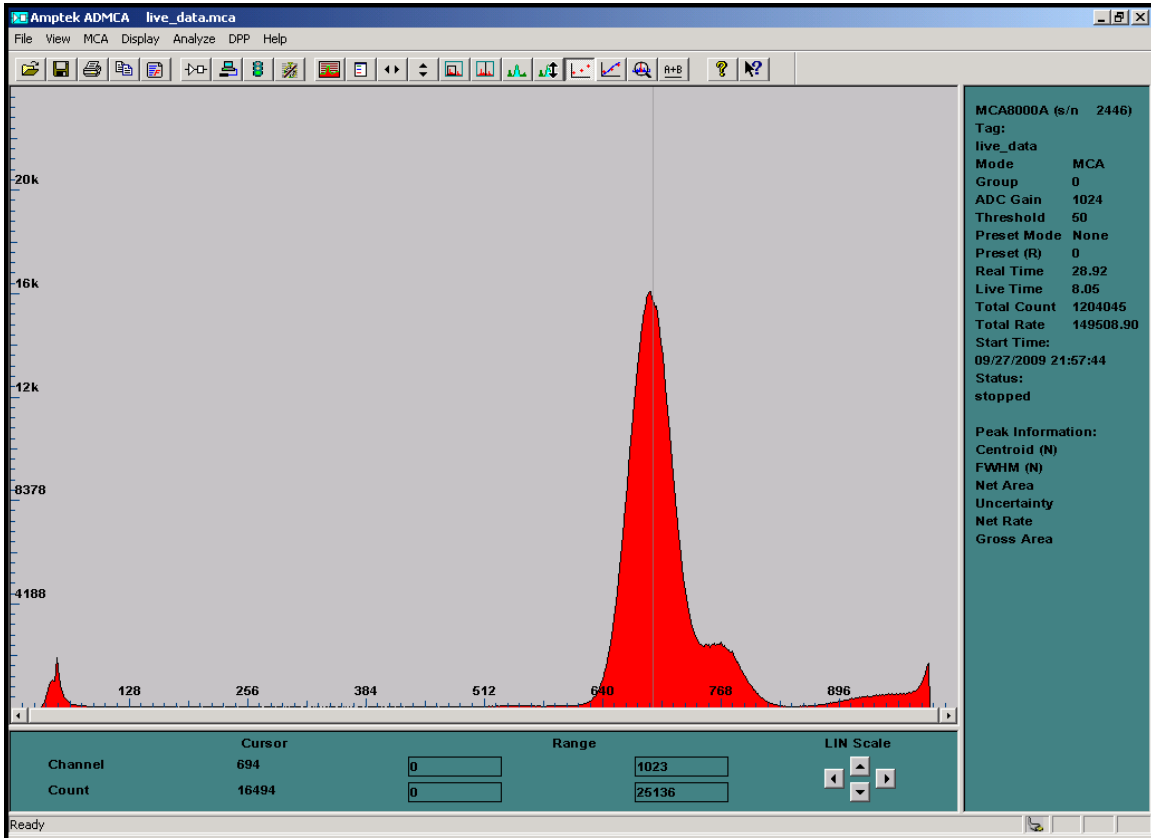 Amptek ADMCA live_data.mca
File View MCA Display Analyze DPP Help
A+B
20k
16k
12k
8378
4188
128 256 384 512 640 768 896
MCA8000A (s/n 2446)
Tag:
live_data
Mode MCA
Group 0
ADC Gain 1024
Threshold 50
Preset Mode None
Preset (R) 0
Real Time 28.92
Live Time 8.05
Total Count 1204045
Total Rate 149508.90
Start Time:
09/27/2009 21:57:44
Status:
stopped
Peak Information:
Centroid (N)
FWHM (N)
Net Area
Uncertainty
Net Rate
Gross Area
Cursor Range LIN Scale
Channel 694 0 1023
Count 16494 0 25136
Ready